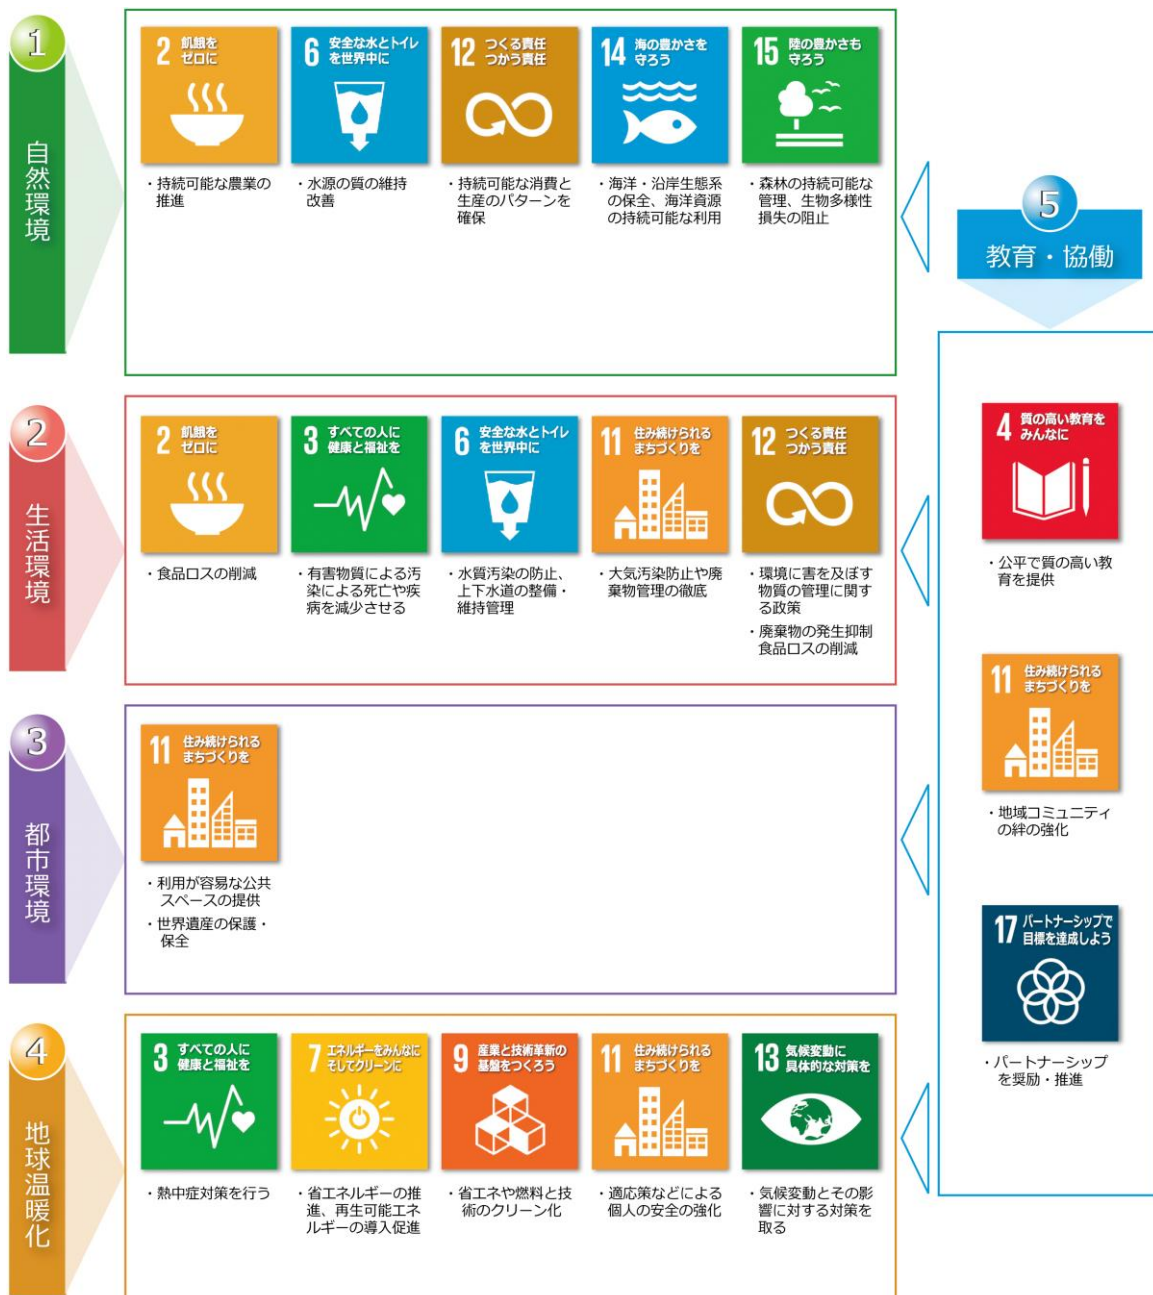 1
自然環境
2 飢餓を
ゼロに
・持続可能な農業の
推進
6 安全な水とトイレ
を世界中に
・水源の質の維持
改善
12 つくる責任
つかう責任
・持続可能な消費と
生産のパターンを
確保
14 海の豊かさを
守ろう
・海洋・沿岸生態系
の保全、海洋資源
の持続可能な利用
15 陸の豊かさも
守ろう
・森林の持続可能な
管理、生物多様性
損失の阻止
2
生活環境
2 飢餓を
ゼロに
・食品ロスの削減
3 すべての人に
健康と福祉を
・有害物質による汚
染による死亡や疾
病を減少させる
6 安全な水とトイレ
を世界中に
・水質汚染の防止、
上下水道の整備・
維持管理
11 住み続けられる
まちづくりを
・大気汚染防止や廃
棄物管理の徹底
12 つくる責任
つかう責任
・環境に害を及ぼす
物質の管理に関す
る政策
・廃棄物の発生抑制
食品ロスの削減
3
都市環境
11 住み続けられる
まちづくりを
・利用が容易な公共
スペースの提供
・世界遺産の保護・
保全
4
地球温暖化
3 すべての人に
健康と福祉を
・熱中症対策を行う
7 エネルギーをみんなに
そしてクリーンに
・省エネルギーの推
進、再生可能エネ
ルギーの導入促進
9 産業と技術革新の
基盤をつくろう
・省エネや燃料と技
術のクリーン化
11 住み続けられる
まちづくりを
・適応策などによる
個人の安全の強化
13 気候変動に
具体的な対策を
・気候変動とその影
響に対する対策を
取る
5
教育・協働
4 質の高い教育を
みんなに
・公平で質の高い教
育を提供
11 住み続けられる
まちづくりを
・地域コミュニティ
の絆の強化
17 パートナーシップで
目標を達成しよう
・パートナーシップ
を奨励・推進